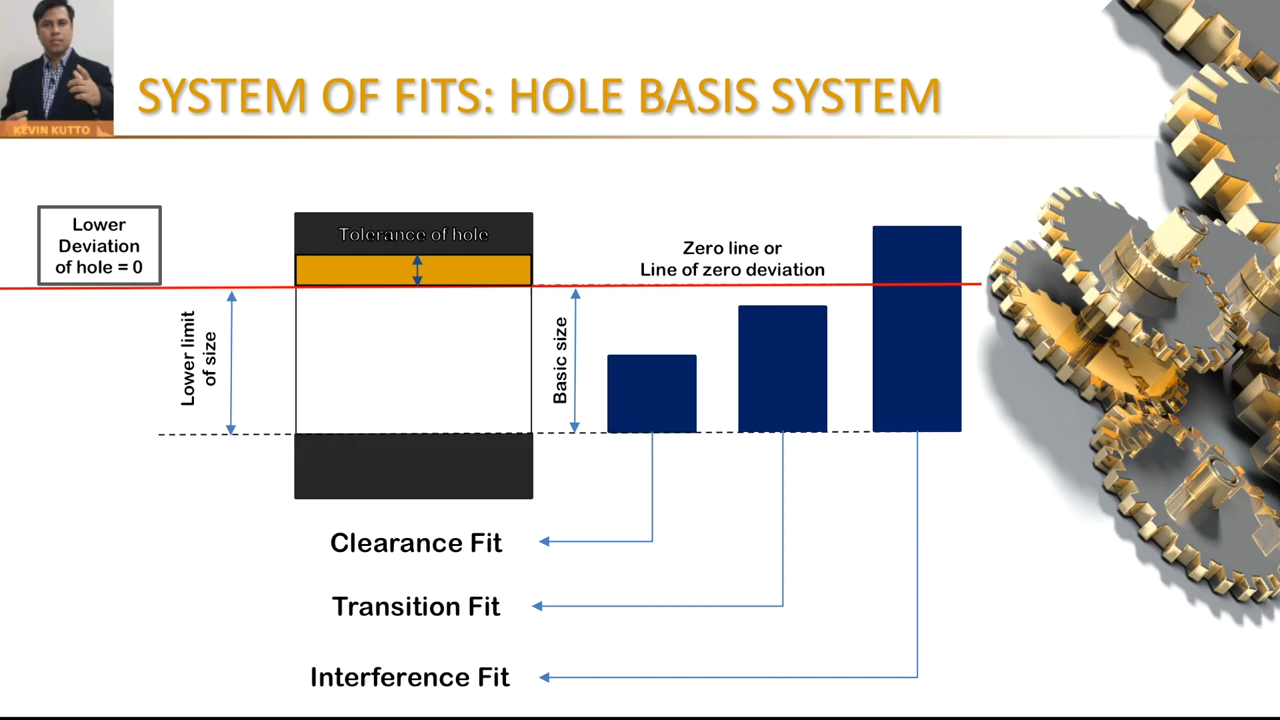 KEVIN KUTTO
SYSTEM OF FITS: HOLE BASIS SYSTEM
Lower
Deviation
of hole = 0
Tolerance of hole
Zero line or
Line of zero deviation
Lower limit
of size
Basic size
Clearance Fit
Transition Fit
Interference Fit